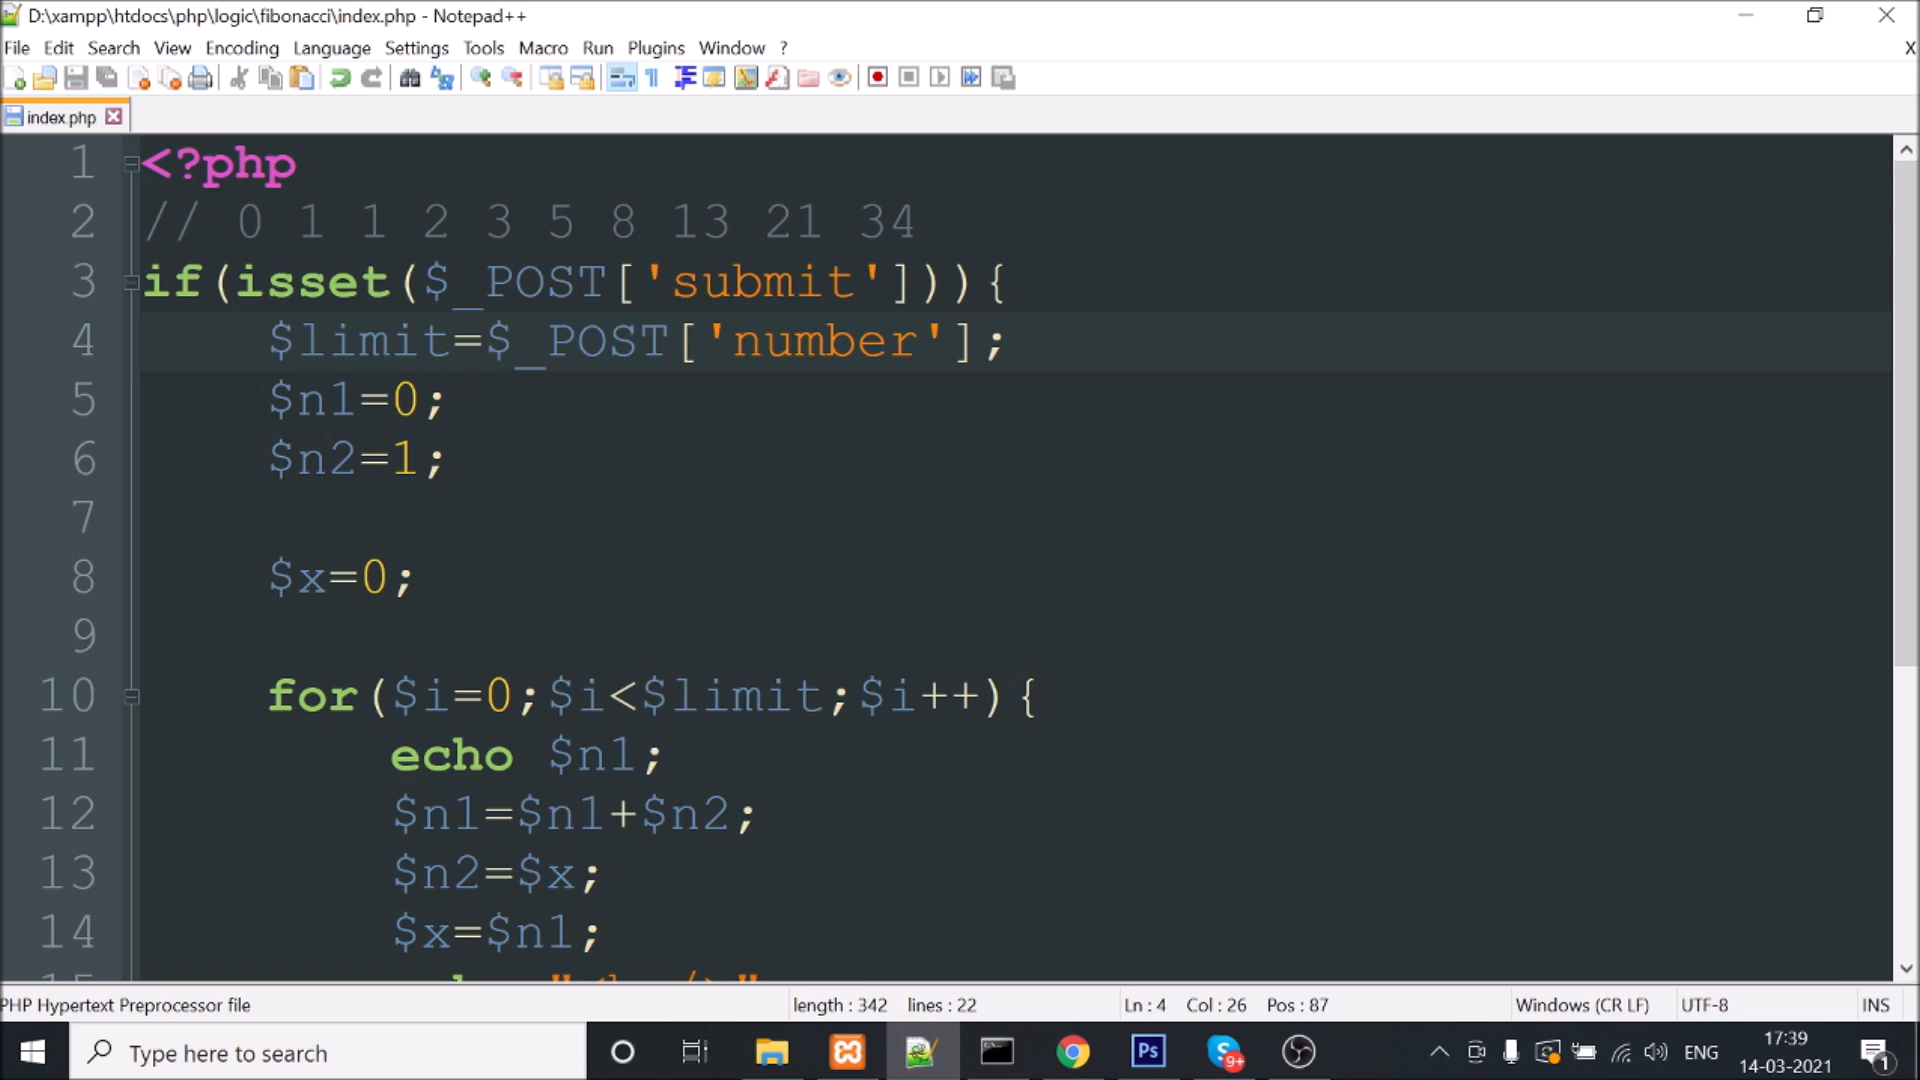 D:\xampp\htdocs\php\logic\fibonacci\index.php - Notepad++
File Edit Search View Encoding Language Settings Tools Macro Run Plugins Window ? X
index.php
1 <?php
2 // 0 1 1 2 3 5 8 13 21 34
3 if(isset($_POST['submit'])){
4 $limit=$_POST['number'];
5 $n1=0;
6 $n2=1;
7
8 $x=0;
9
10 for($i=0;$i<$limit;$i++){
11 echo $n1;
12 $n1=$n1+$n2;
13 $n2=$x;
14 $x=$n1;
PHP Hypertext Preprocessor file length : 342 lines : 22 Ln : 4 Col : 26 Pos : 87 Windows (CR LF) UTF-8 INS
Type here to search Ps 9+ ENG 17:39
14-03-2021 1